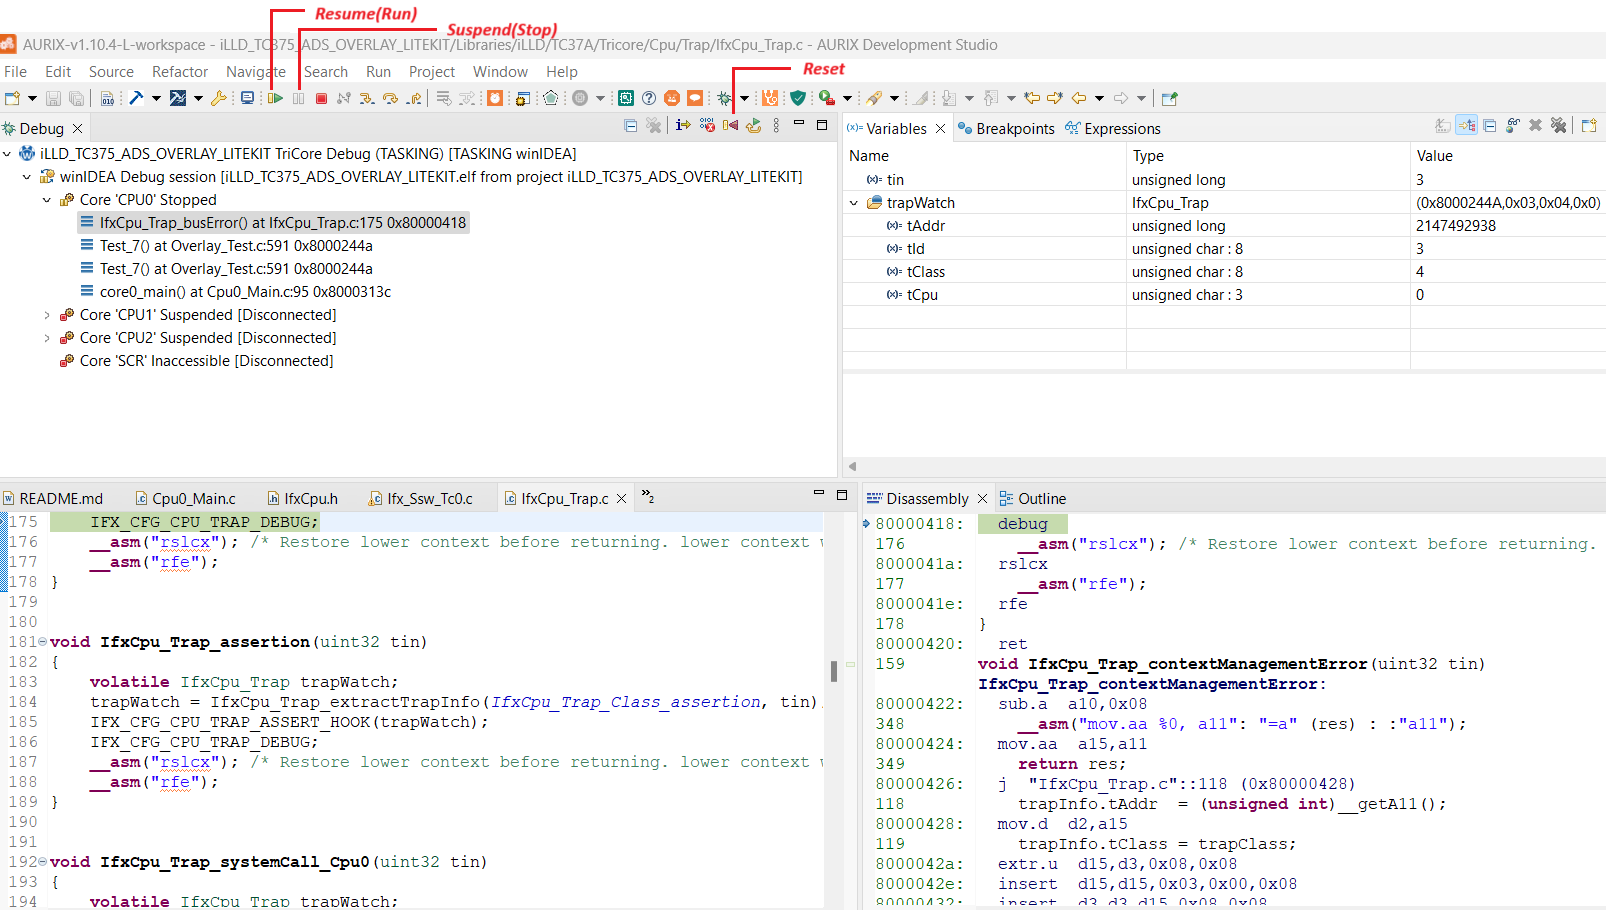 Resume(Run)
Suspend(Stop)
AURIX-v1.10.4-L-workspace - iLLD_TC375_ADS_OVERLAY_LITEKIT/Libraries/iLLD/TC37A/Tricore/Cpu/Trap/IfxCpu_Trap.c - AURIX Development Studio
File Edit Source Refactor Navigate Search Run Project Window Help
Reset
Debug
iLLD_TC375_ADS_OVERLAY_LITEKIT TriCore Debug (TASKING) [TASKING winIDEA]
winIDEA Debug session [iLLD_TC375_ADS_OVERLAY_LITEKIT.elf from project iLLD_TC375_ADS_OVERLAY_LITEKIT]
Core 'CPU0' Stopped
IfxCpu_Trap_busError() at IfxCpu_Trap.c:175 0x80000418
Test_7() at Overlay_Test.c:591 0x8000244a
Test_7() at Overlay_Test.c:591 0x8000244a
core0_main() at Cpu0_Main.c:95 0x8000313c
Core 'CPU1' Suspended [Disconnected]
Core 'CPU2' Suspended [Disconnected]
Core 'SCR' Inaccessible [Disconnected]
(x)= Variables Breakpoints Expressions
Name Type Value
(x)= tin unsigned long 3
trapWatch IfxCpu_Trap (0x8000244A,0x03,0x04,0x0)
(x)= tAddr unsigned long 2147492938
(x)= tId unsigned char : 8 3
(x)= tClass unsigned char : 8 4
(x)= tCpu unsigned char : 3 0
README.md Cpu0_Main.c IfxCpu.h Ifx_Ssw_Tc0.c IfxCpu_Trap.c »2
175 IFX_CFG_CPU_TRAP_DEBUG;
176 __asm("rslcx"); /* Restore lower context before returning. lower context
177 __asm("rfe");
178 }
179
180
181 void IfxCpu_Trap_assertion(uint32 tin)
182 {
183 volatile IfxCpu_Trap trapWatch;
184 trapWatch = IfxCpu_Trap_extractTrapInfo(IfxCpu_Trap_Class_assertion, tin)
185 IFX_CFG_CPU_TRAP_ASSERT_HOOK(trapWatch);
186 IFX_CFG_CPU_TRAP_DEBUG;
187 __asm("rslcx"); /* Restore lower context before returning. lower context
188 __asm("rfe");
189 }
190
191
192 void IfxCpu_Trap_systemCall_Cpu0(uint32 tin)
193 {
194 volatile IfxCpu_Trap trapWatch;
Disassembly Outline
80000418: debug
176 __asm("rslcx"); /* Restore lower context before returning.
8000041a: rslcx
177 __asm("rfe");
8000041e: rfe
178 }
80000420: ret
159 void IfxCpu_Trap_contextManagementError(uint32 tin)
IfxCpu_Trap_contextManagementError:
80000422: sub.a a10,0x08
348 __asm("mov.aa %0, a11": "=a" (res) : :"a11");
80000424: mov.aa a15,a11
349 return res;
80000426: j "IfxCpu_Trap.c"::118 (0x80000428)
118 trapInfo.tAddr = (unsigned int)__getA11();
80000428: mov.d d2,a15
119 trapInfo.tClass = trapClass;
8000042a: extr.u d15,d3,0x08,0x08
8000042e: insert d15,d15,0x03,0x00,0x08
80000432: insert d3,d3,d15,0x08,0x08